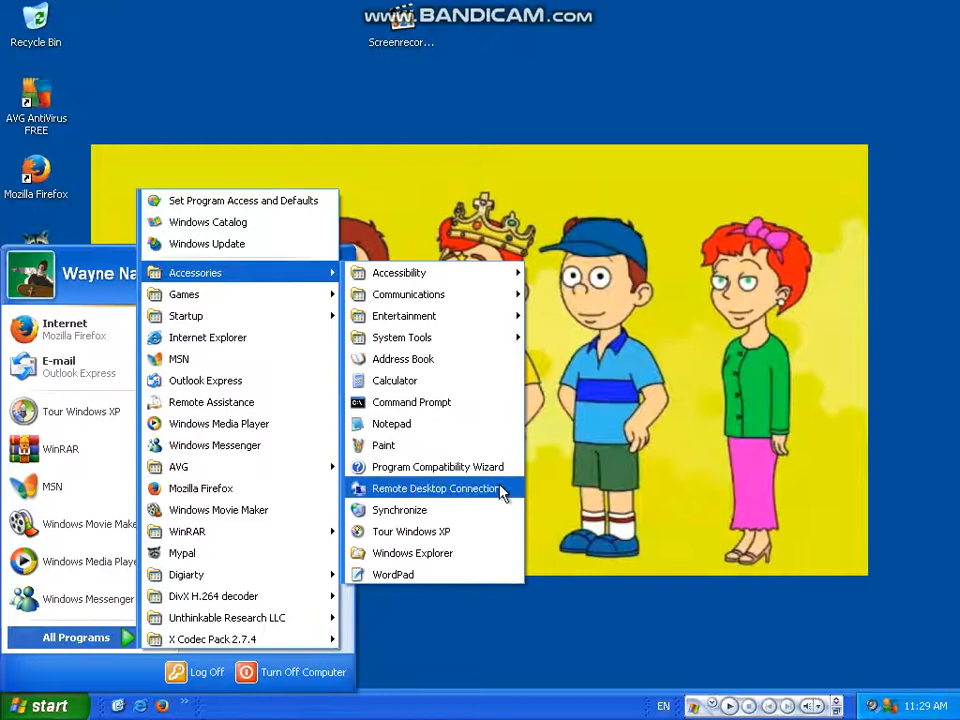 www.BANDICAM.com
Recycle Bin
Screenrecor...
AVG AntiVirus
FREE
Mozilla Firefox
Wayne Na
Internet
Mozilla Firefox
E-mail
Outlook Express
Tour Windows XP
WinRAR
MSN
Windows Movie Make
Windows Media Playe
Windows Messenger
All Programs
Set Program Access and Defaults
Windows Catalog
Windows Update
Accessories
Games
Startup
Internet Explorer
MSN
Outlook Express
Remote Assistance
Windows Media Player
Windows Messenger
AVG
Mozilla Firefox
Windows Movie Maker
WinRAR
Mypal
Digiarty
DivX H.264 decoder
Unthinkable Research LLC
X Codec Pack 2.7.4
Accessibility
Communications
Entertainment
System Tools
Address Book
Calculator
Command Prompt
Notepad
Paint
Program Compatibility Wizard
Remote Desktop Connection
Synchronize
Tour Windows XP
Windows Explorer
WordPad
Log Off
Turn Off Computer
start
EN
11:29 AM